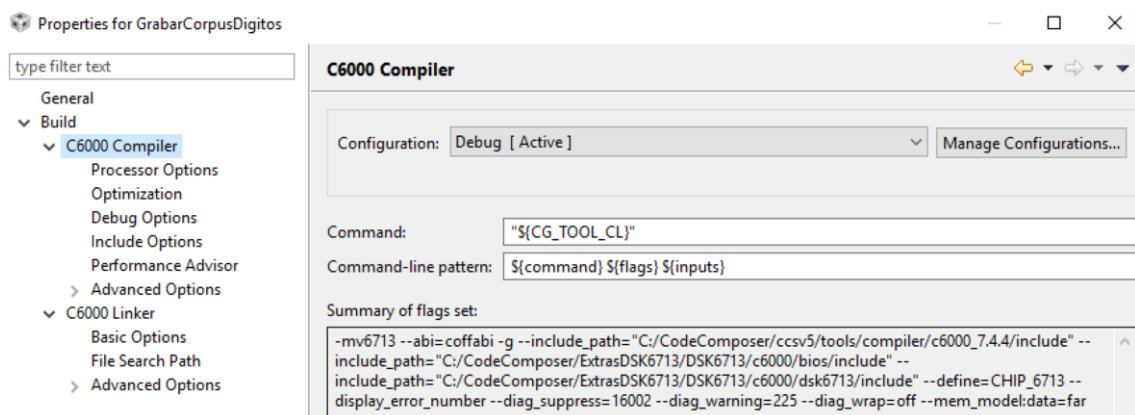 Properties for GrabarCorpusDigitos
type filter text
General
Build
C6000 Compiler
Processor Options
Optimization
Debug Options
Include Options
Performance Advisor
Advanced Options
C6000 Linker
Basic Options
File Search Path
Advanced Options
C6000 Compiler
Configuration: Debug [ Active ] Manage Configurations...
Command: "${CG_TOOL_CL}"
Command-line pattern: ${command} ${flags} ${inputs}
Summary of flags set:
-mv6713 --abi=coffabi -g --include_path="C:/CodeComposer/ccsv5/tools/compiler/c6000_7.4.4/include" --
include_path="C:/CodeComposer/ExtrasDSK6713/DSK6713/c6000/bios/include" --
include_path="C:/CodeComposer/ExtrasDSK6713/DSK6713/c6000/dsk6713/include" --define=CHIP_6713 --
display_error_number --diag_suppress=16002 --diag_warning=225 --diag_wrap=off --mem_model:data=far